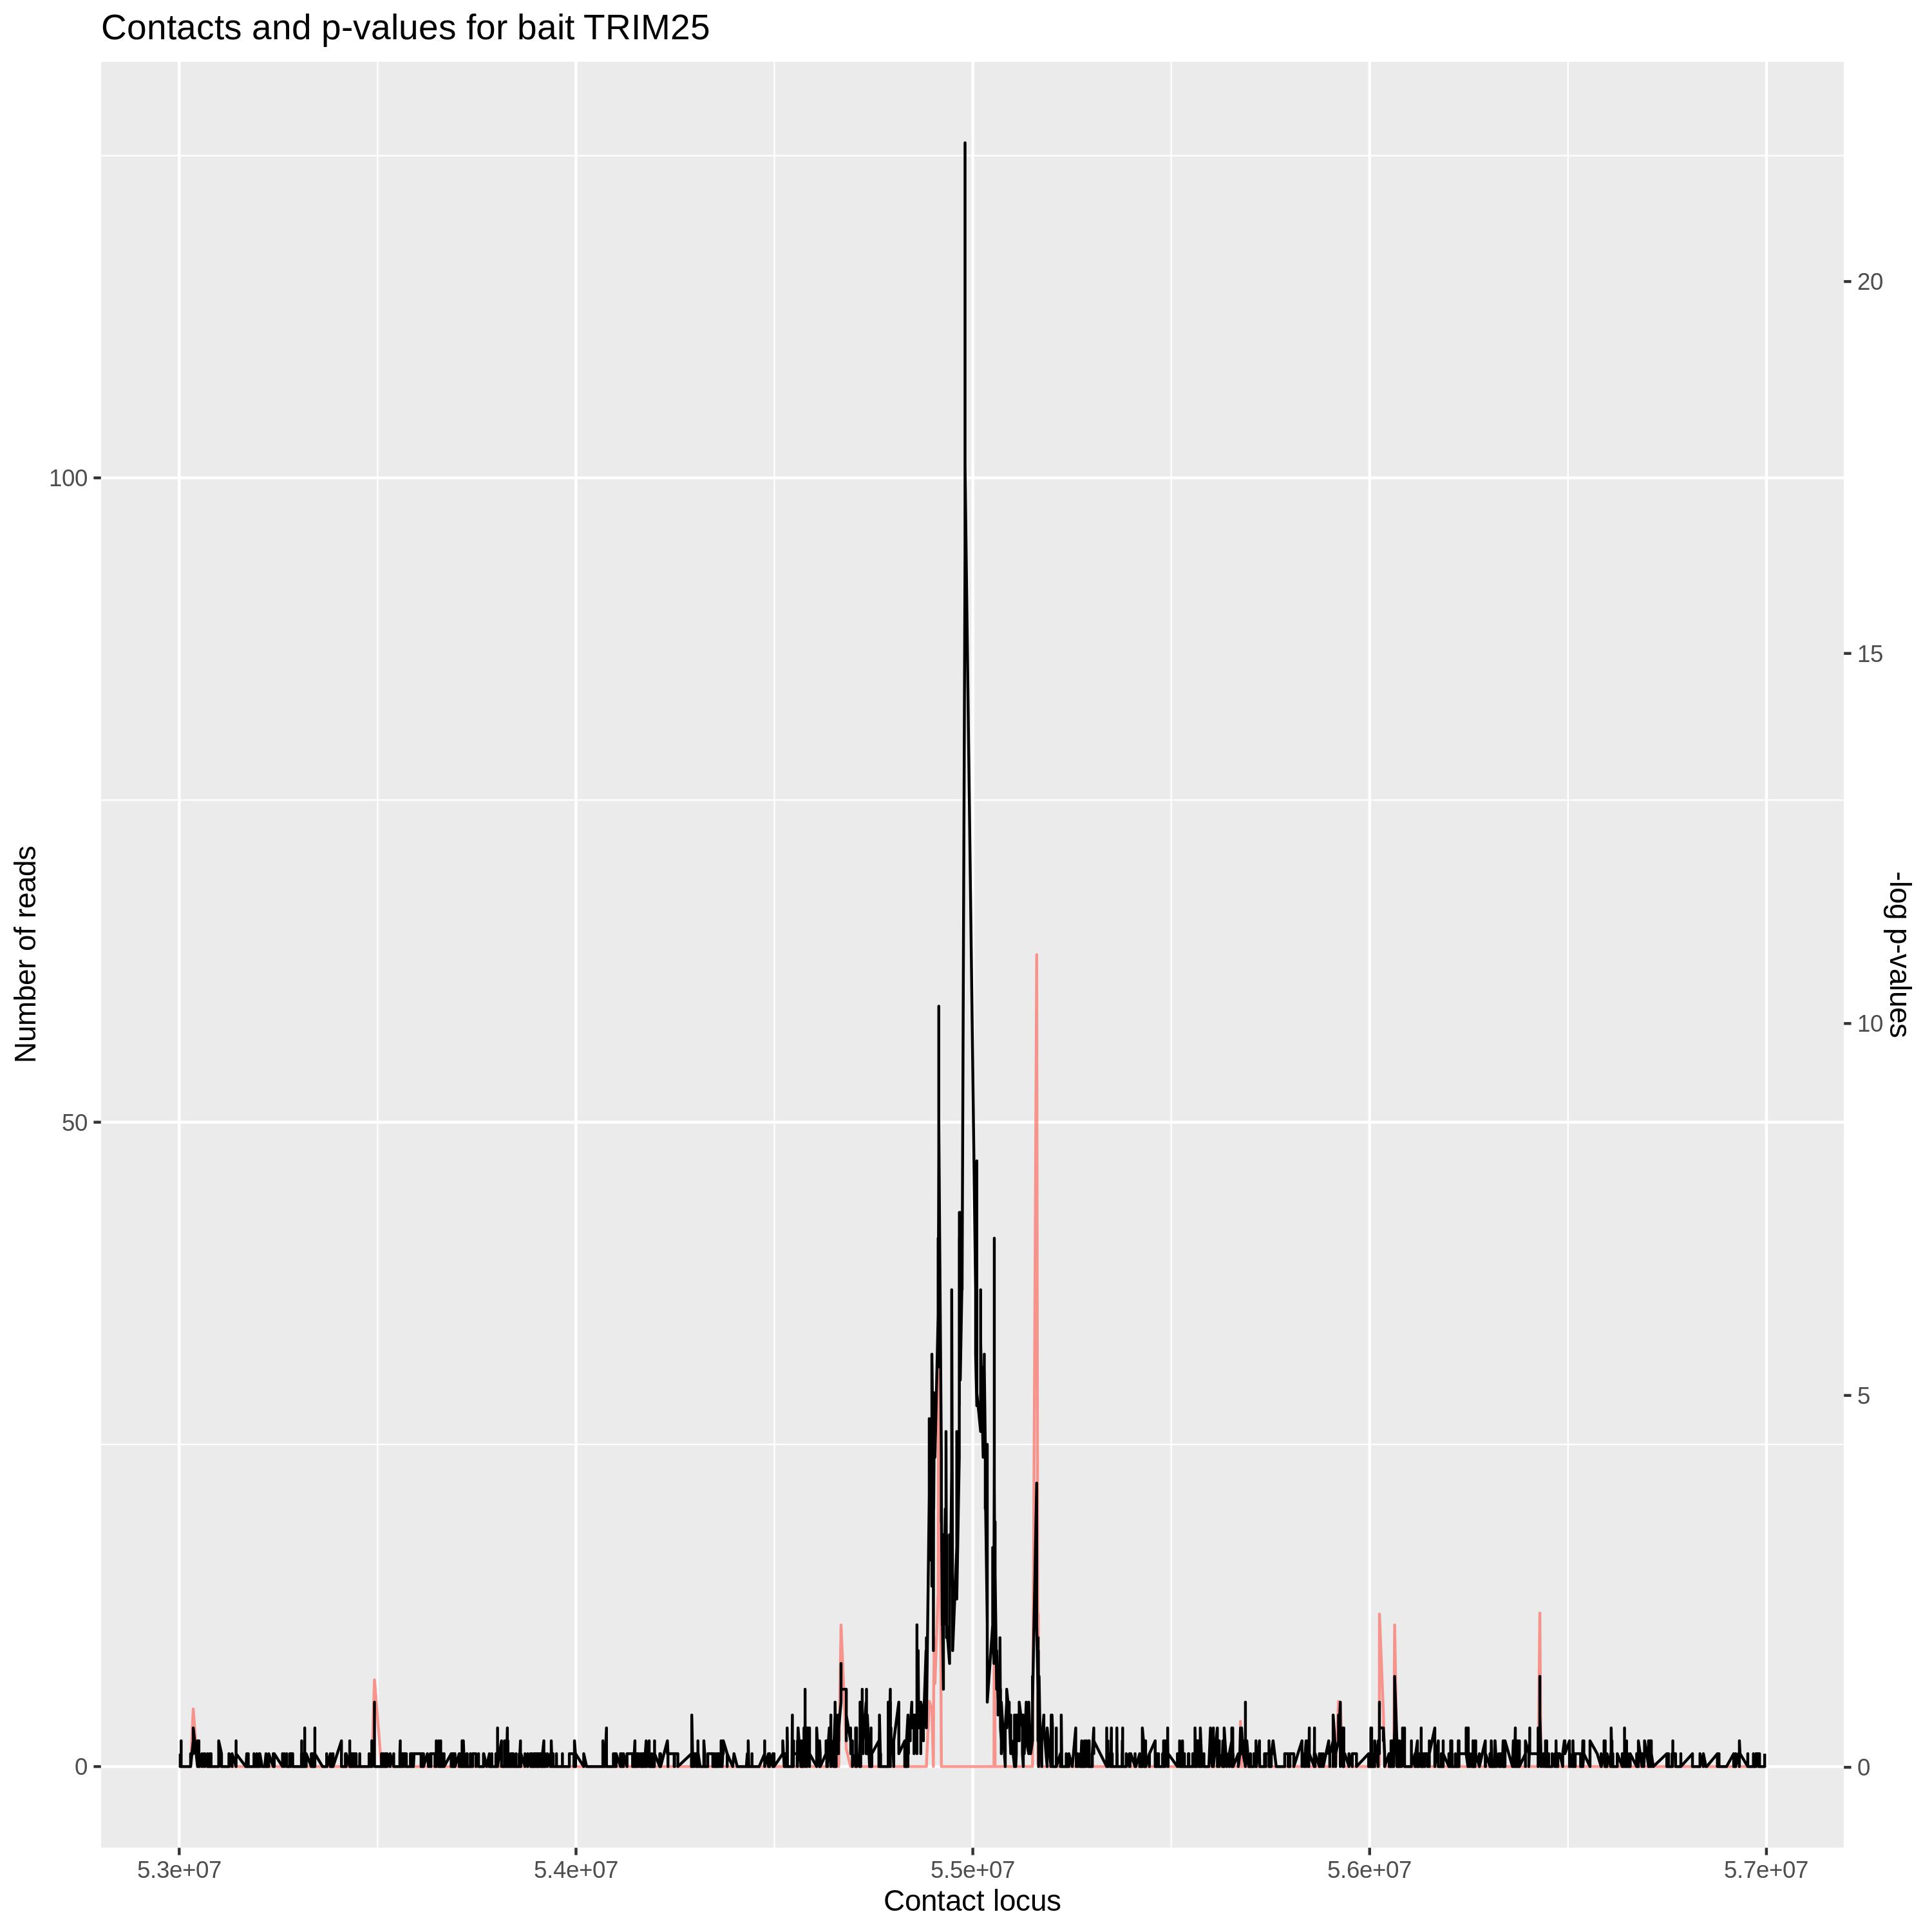 Contacts and p-values for bait TRIM25
Number of reads
100
50
0
20
15
10
5
0
-log p-values
5.3e+07
5.4e+07
5.5e+07
5.6e+07
5.7e+07
Contact locus